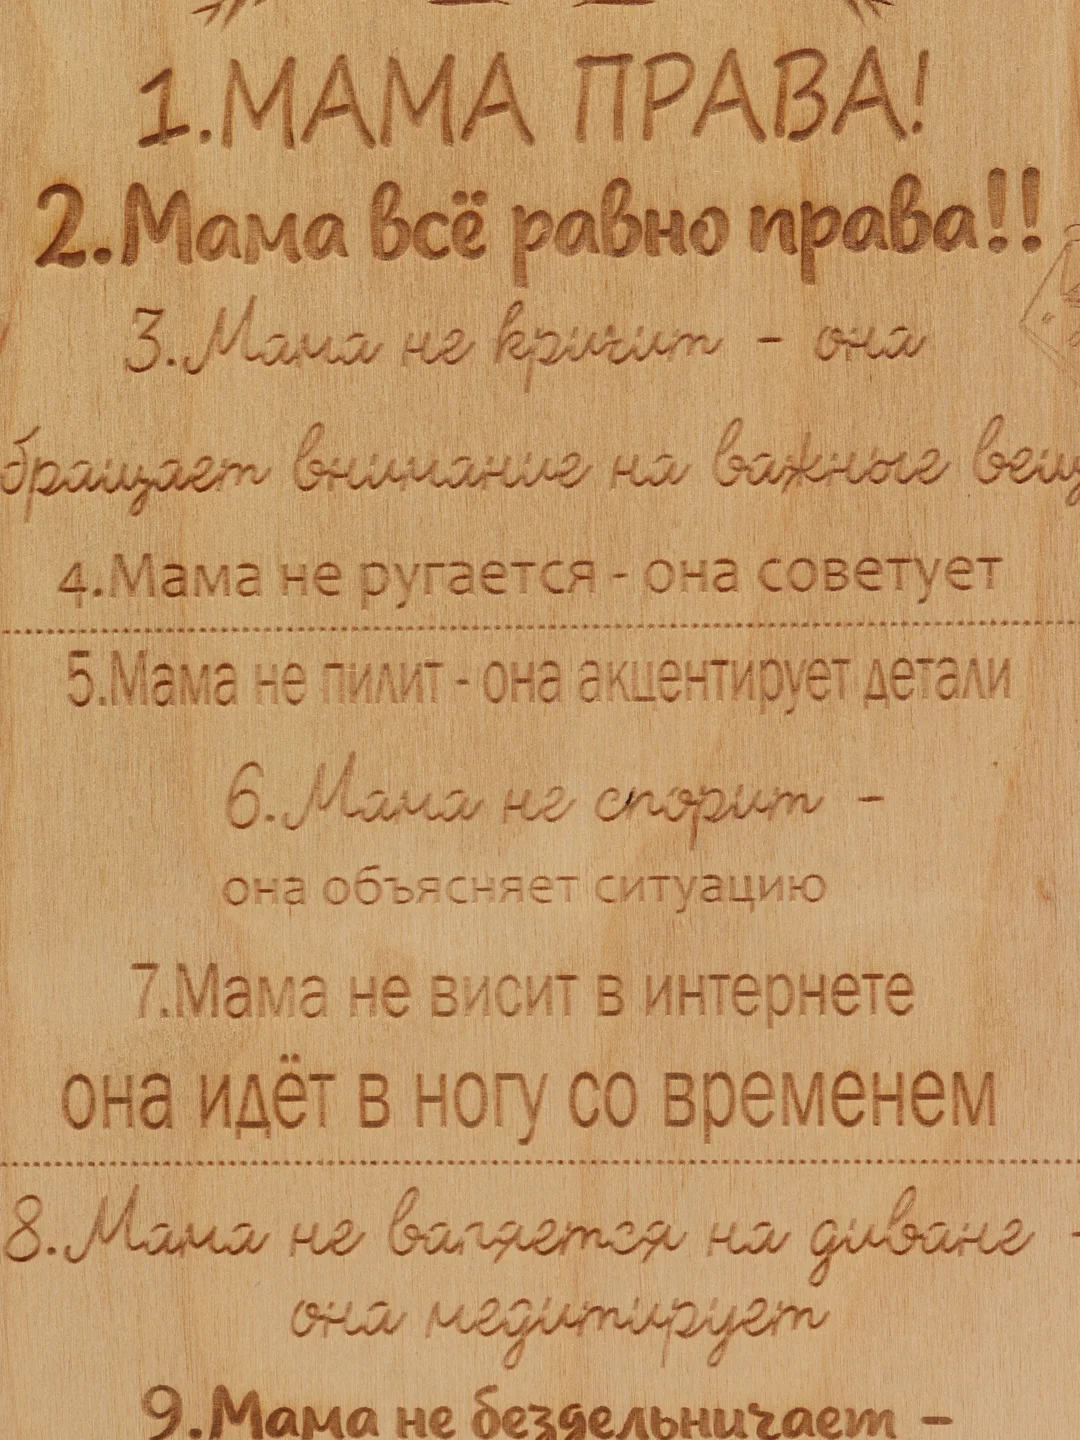 1.МАМА ПРАВА!
2.Мама всё равно права!!
3.Мама не кричит - она
бращает внимание на важные вещ
4.Мама не ругается - она советует
5.Мама не пилит - она акцентирует детали
6.Мама не спорит -
она объясняет ситуацию
7.Мама не висит в интернете
она идёт в ногу со временем
8.Мама не валяется на диване -
она медитирует
9.Мама не бездельничает -